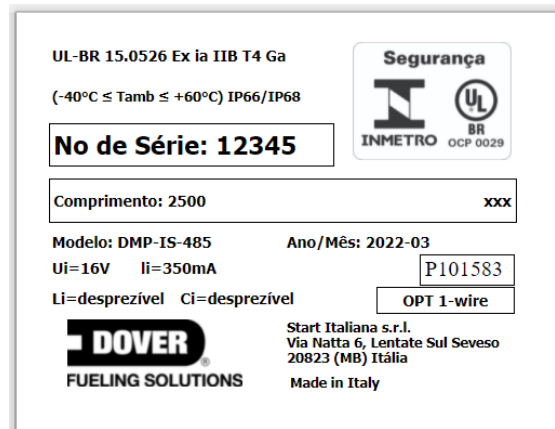 UL-BR 15.0526 Ex ia IIB T4 Ga
(-40°C ≤ Tamb ≤ +60°C) IP66/IP68
Segurança
INMETRO
UL
BR
OCP 0029
No de Série: 12345
Comprimento: 2500 xxx
Modelo: DMP-IS-485 Ano/Mês: 2022-03
Ui=16V Ii=350mA P101583
Li=desprezível Ci=desprezível OPT 1-wire
DOVER
FUELING SOLUTIONS
Start Italiana s.r.l.
Via Natta 6, Lentate Sul Seveso
20823 (MB) Itália
Made in Italy